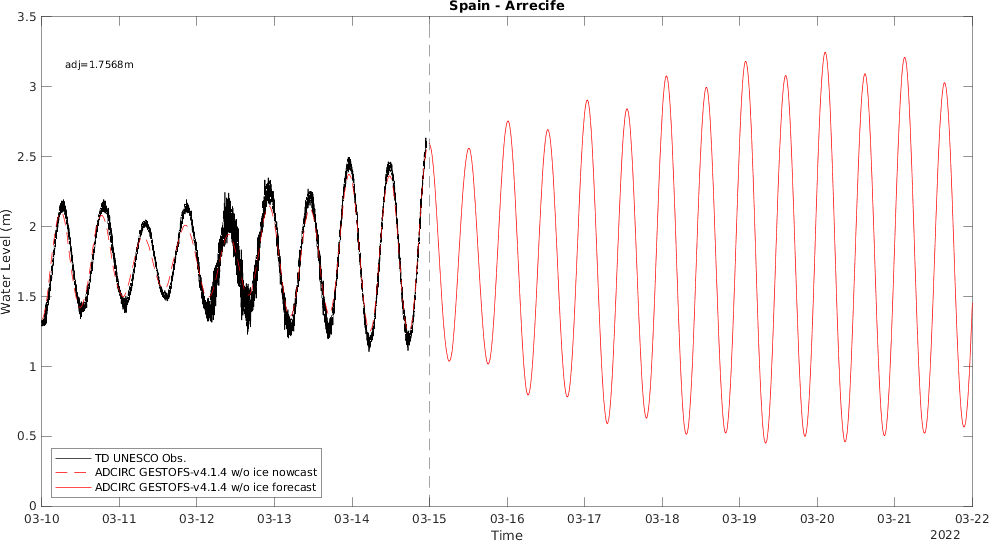 Spain - Arrecife
adj=1.7568m
Water Level (m)
3.5
3
2.5
2
1.5
1
0.5
0
TD UNESCO Obs.
ADCIRC GESTOFS-v4.1.4 w/o ice nowcast
ADCIRC GESTOFS-v4.1.4 w/o ice forecast
03-10 03-11 03-12 03-13 03-14 03-15 03-16 03-17 03-18 03-19 03-20 03-21 03-22
Time
2022